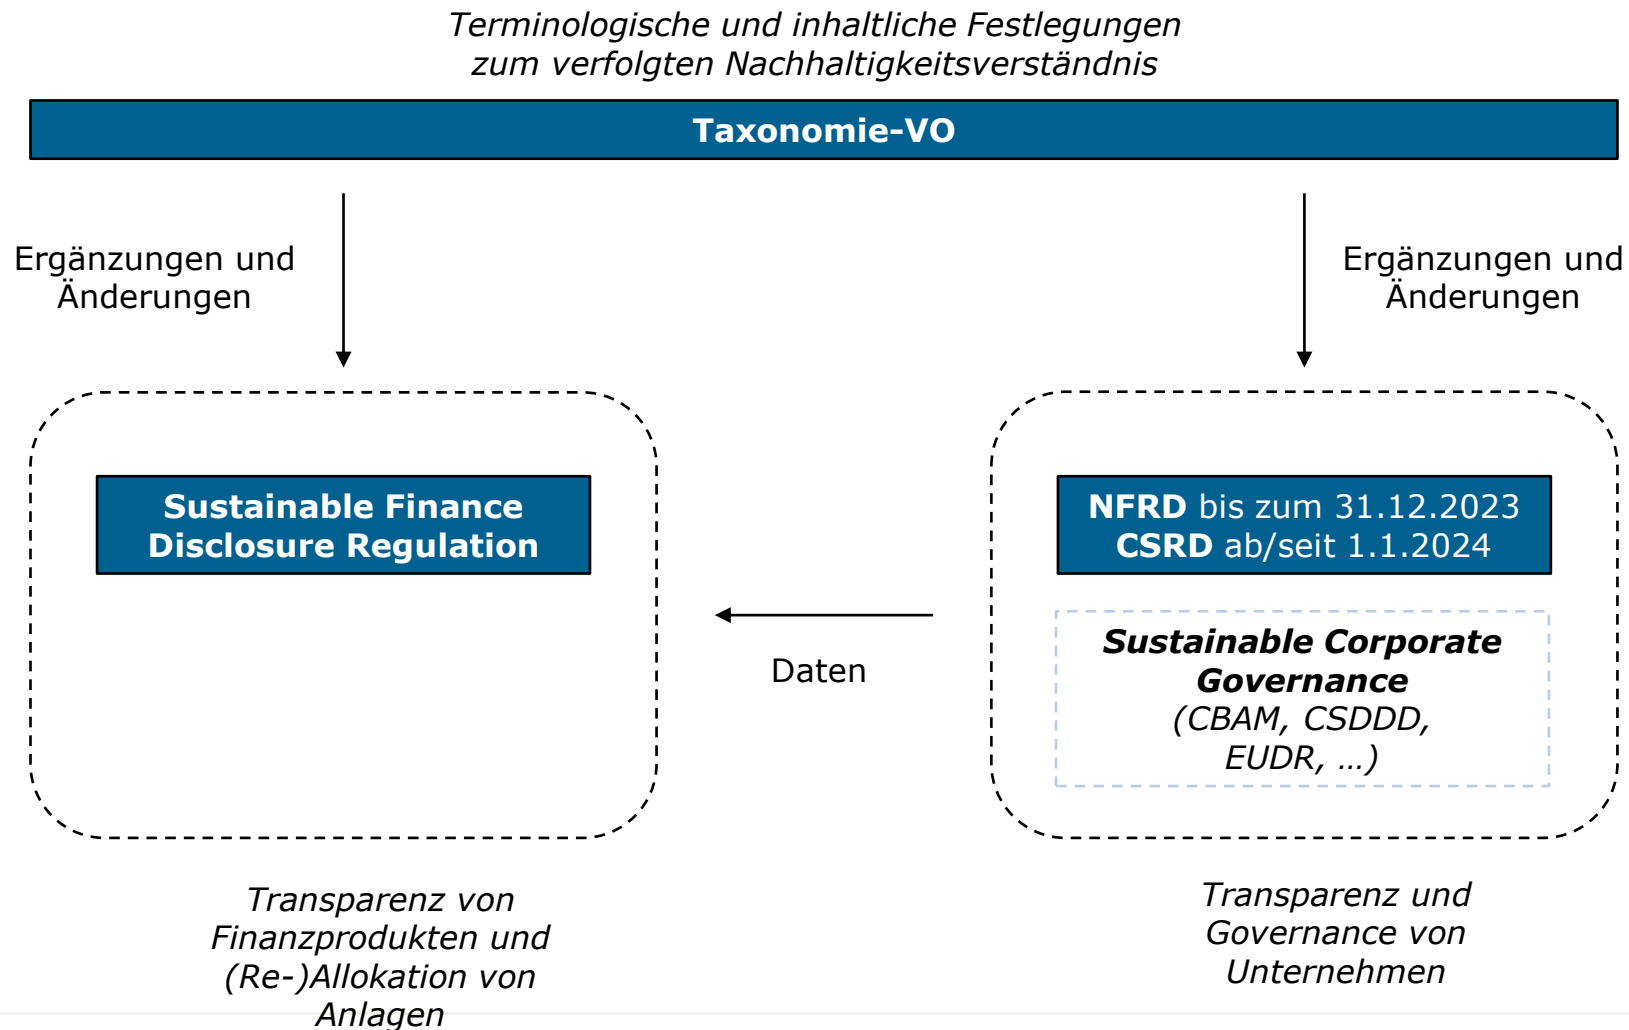 Terminologische und inhaltliche Festlegungen
zum verfolgten Nachhaltigkeitsverständnis
Taxonomie-VO
Ergänzungen und
Änderungen
Ergänzungen und
Änderungen
Sustainable Finance
Disclosure Regulation
NFRD bis zum 31.12.2023
CSRD ab/seit 1.1.2024
Daten
Sustainable Corporate
Governance
(CBAM, CSDDD,
EUDR, …)
Transparenz von
Finanzprodukten und
(Re-)Allokation von
Anlagen
Transparenz und
Governance von
Unternehmen